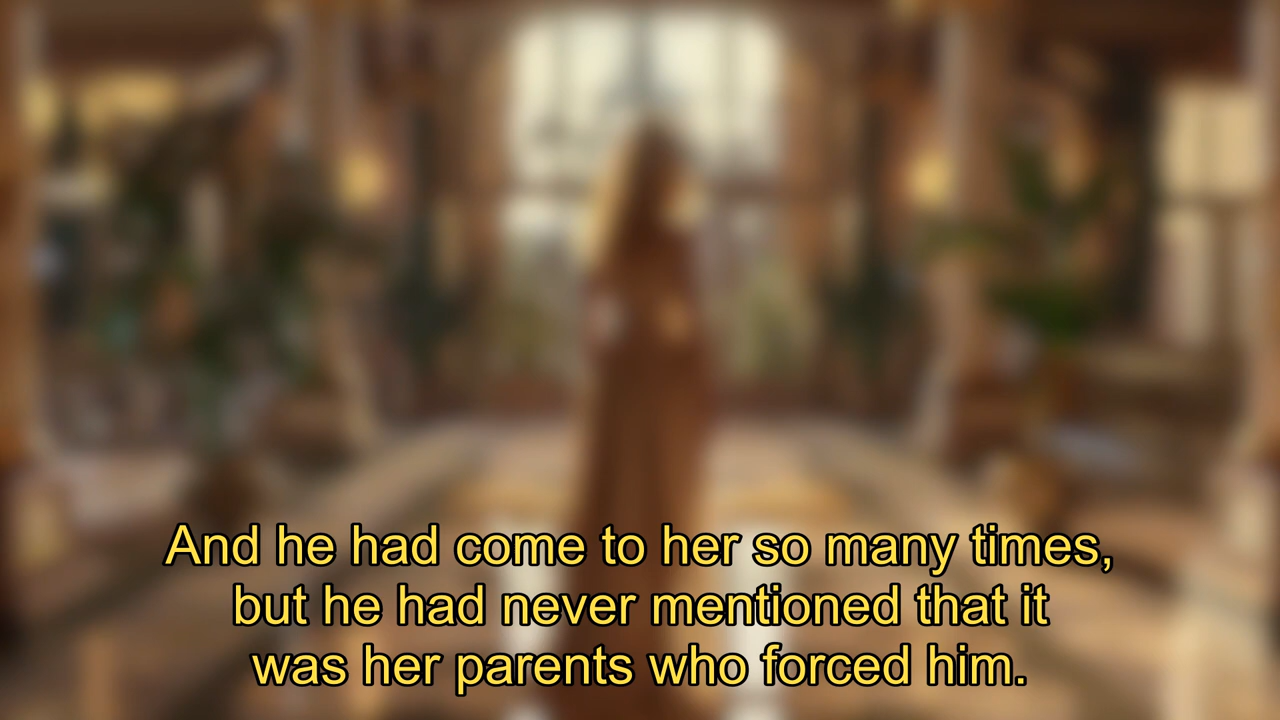 And he had come to her so many times,
but he had never mentioned that it
was her parents who forced him.